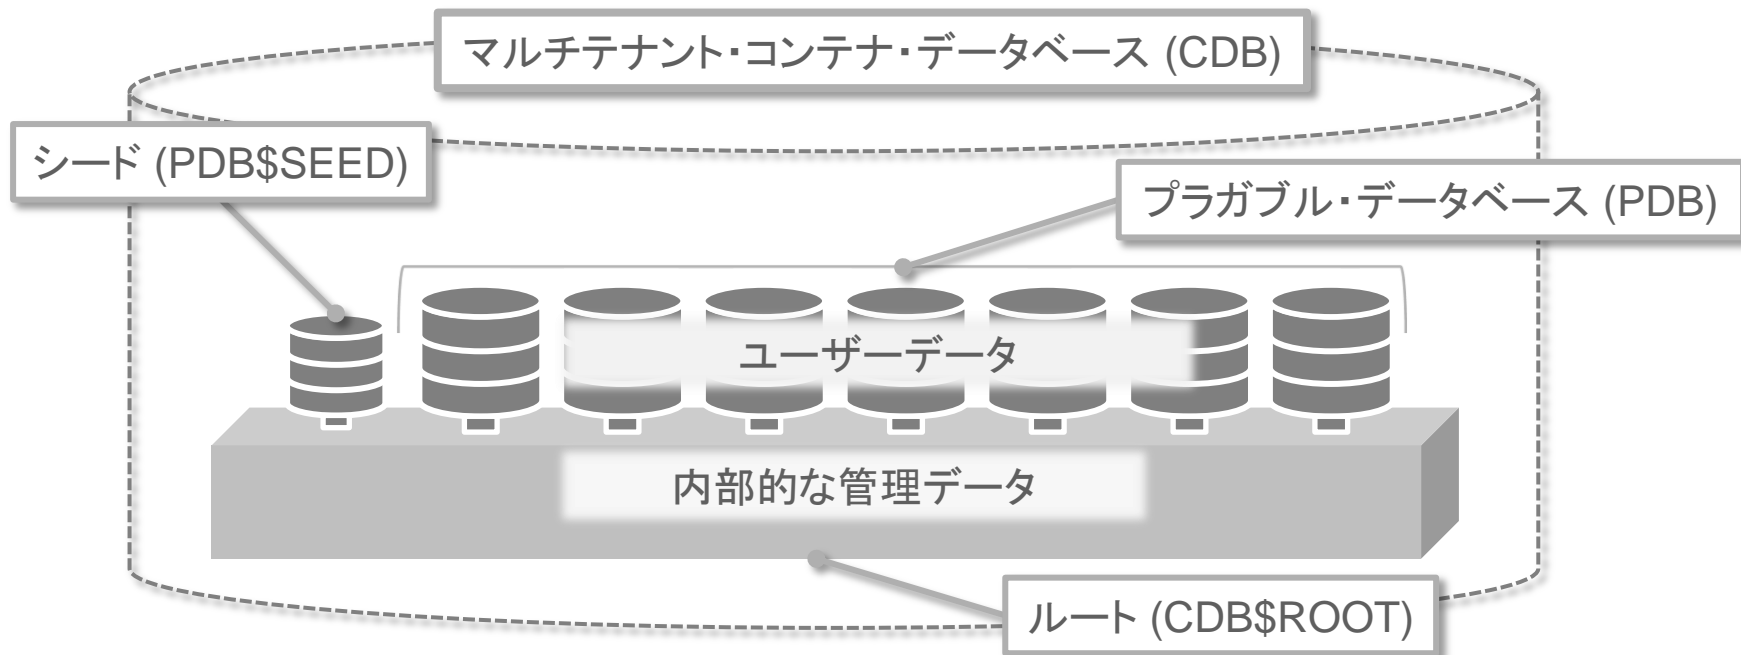 マルチテナント・コンテナ・データベース (CDB)
シード (PDB$SEED)
プラガブル・データベース (PDB)
ユーザーデータ
内部的な管理データ
ルート (CDB$ROOT)